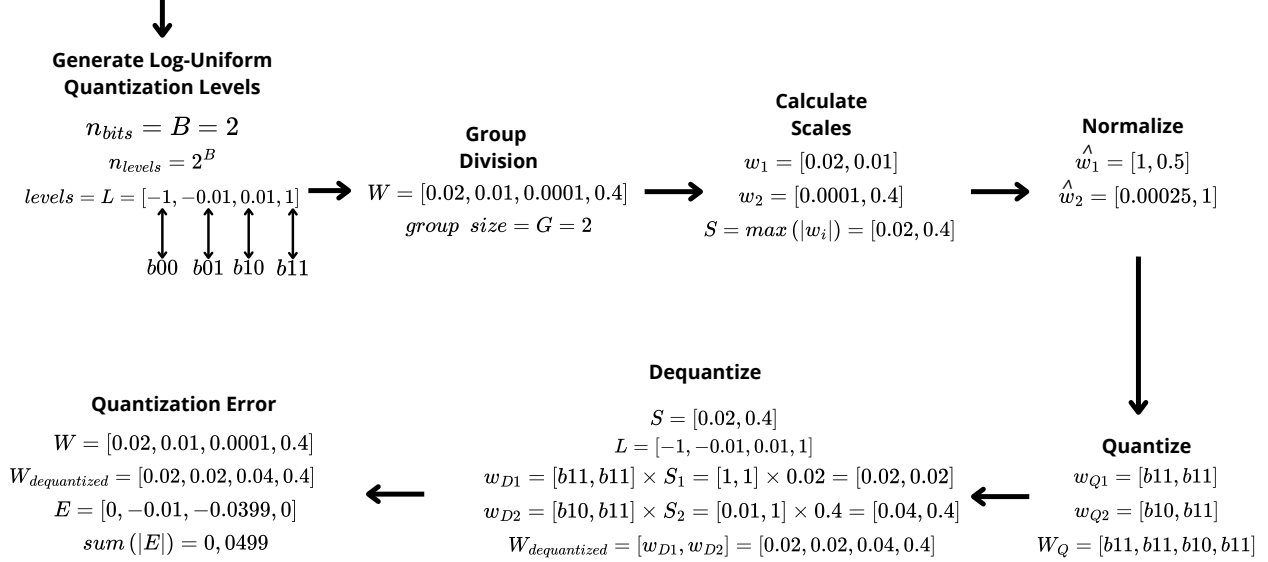 Generate Log-Uniform
Quantization Levels
n_bits = B = 2
n_levels = 2^B
levels = L = [−1, −0.01, 0.01, 1]
b00 b01 b10 b11
Group
Division
W = [0.02, 0.01, 0.0001, 0.4]
group size = G = 2
Calculate
Scales
w_1 = [0.02, 0.01]
w_2 = [0.0001, 0.4]
S = max (|w_i|) = [0.02, 0.4]
Normalize
ŵ_1 = [1, 0.5]
ŵ_2 = [0.00025, 1]
Quantize
w_Q1 = [b11, b11]
w_Q2 = [b10, b11]
W_Q = [b11, b11, b10, b11]
Dequantize
S = [0.02, 0.4]
L = [−1, −0.01, 0.01, 1]
w_D1 = [b11, b11] × S_1 = [1, 1] × 0.02 = [0.02, 0.02]
w_D2 = [b10, b11] × S_2 = [0.01, 1] × 0.4 = [0.04, 0.4]
W_dequantized = [w_D1, w_D2] = [0.02, 0.02, 0.04, 0.4]
Quantization Error
W = [0.02, 0.01, 0.0001, 0.4]
W_dequantized = [0.02, 0.02, 0.04, 0.4]
E = [0, −0.01, −0.0399, 0]
sum (|E|) = 0,0499